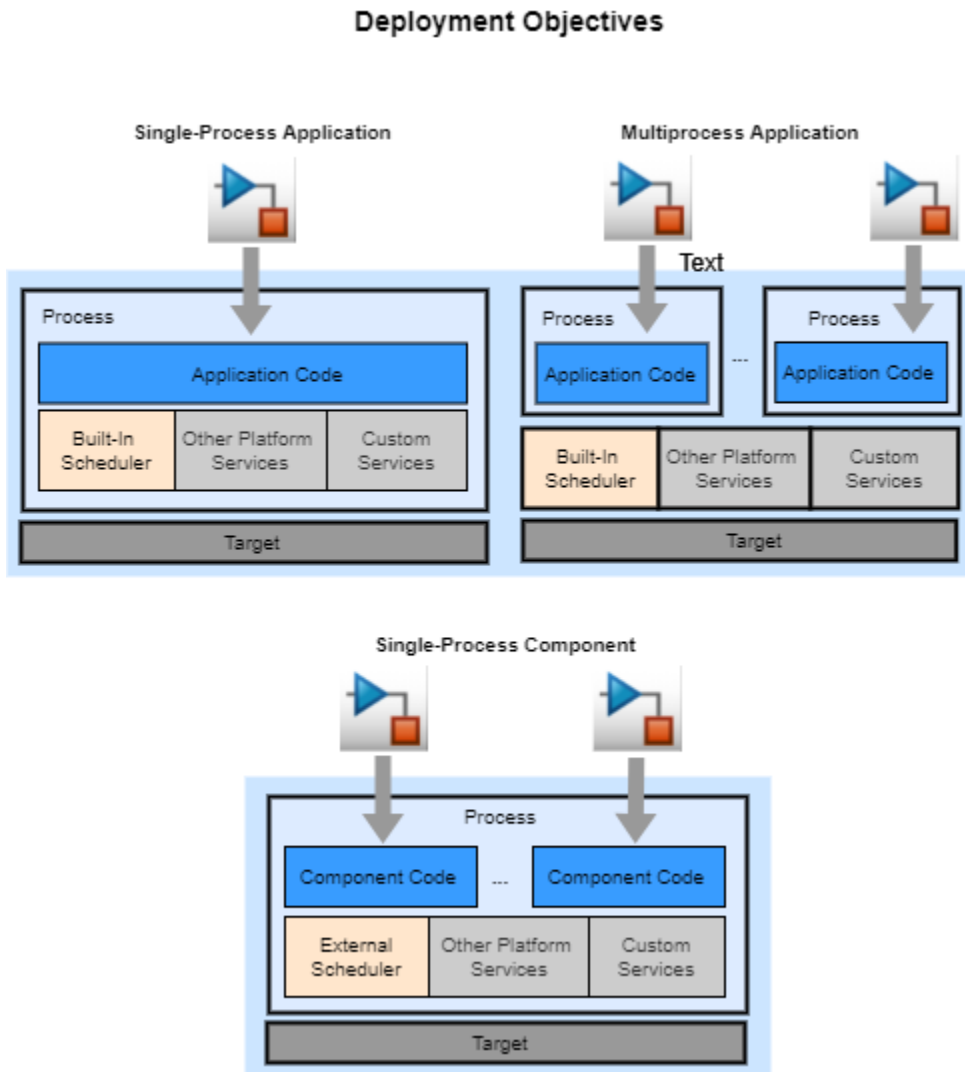 Deployment Objectives
Single-Process Application
Multiprocess Application
Text
Process
Application Code
Built-In
Scheduler
Other Platform
Services
Custom
Services
Target
Process
Application Code
...
Process
Application Code
Built-In
Scheduler
Other Platform
Services
Custom
Services
Target
Single-Process Component
Process
Component Code
...
Component Code
External
Scheduler
Other Platform
Services
Custom
Services
Target